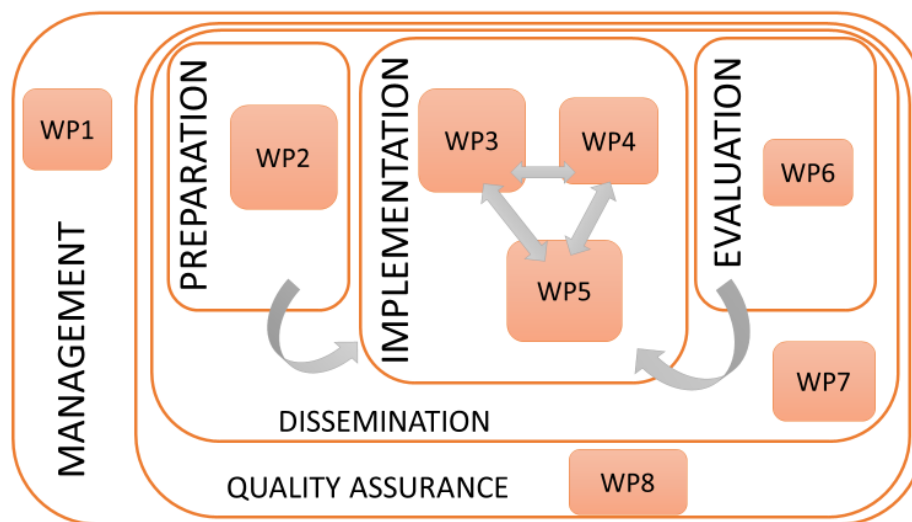 MANAGEMENT
WP1
PREPARATION
WP2
IMPLEMENTATION
WP3
WP4
WP5
EVALUATION
WP6
WP7
DISSEMINATION
QUALITY ASSURANCE
WP8